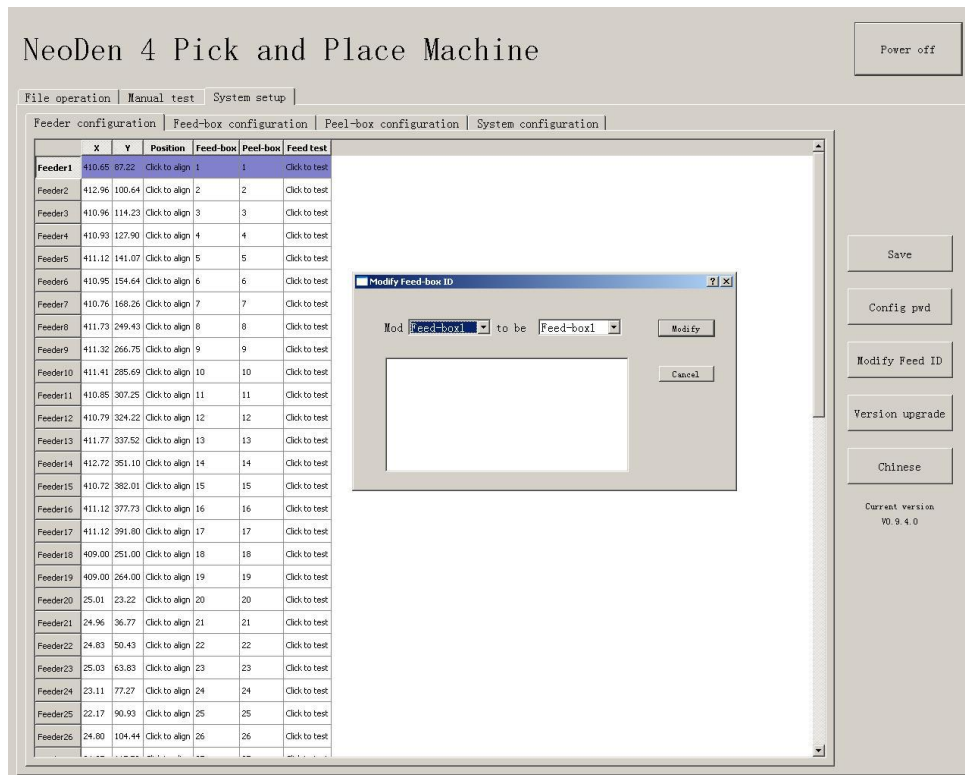 NeoDen 4 Pick and Place Machine
Power off
File operation Manual test System setup
Feeder configuration Feed-box configuration Peel-box configuration System configuration
X Y Position Feed-box Peel-box Feed test
Feeder1 410.65 87.22 Click to align 1 1 Click to test
Feeder2 412.96 100.64 Click to align 2 2 Click to test
Feeder3 410.96 114.23 Click to align 3 3 Click to test
Feeder4 410.93 127.90 Click to align 4 4 Click to test
Feeder5 411.12 141.07 Click to align 5 5 Click to test
Feeder6 410.95 154.64 Click to align 6 6 Click to test
Feeder7 410.76 168.26 Click to align 7 7 Click to test
Feeder8 411.73 249.43 Click to align 8 8 Click to test
Feeder9 411.32 266.75 Click to align 9 9 Click to test
Feeder10 411.41 285.69 Click to align 10 10 Click to test
Feeder11 410.85 307.25 Click to align 11 11 Click to test
Feeder12 410.79 324.22 Click to align 12 12 Click to test
Feeder13 411.77 337.52 Click to align 13 13 Click to test
Feeder14 412.72 351.10 Click to align 14 14 Click to test
Feeder15 410.72 382.01 Click to align 15 15 Click to test
Feeder16 411.12 377.73 Click to align 16 16 Click to test
Feeder17 411.12 391.80 Click to align 17 17 Click to test
Feeder18 409.00 251.00 Click to align 18 18 Click to test
Feeder19 409.00 264.00 Click to align 19 19 Click to test
Feeder20 25.01 23.22 Click to align 20 20 Click to test
Feeder21 24.96 36.77 Click to align 21 21 Click to test
Feeder22 24.83 50.43 Click to align 22 22 Click to test
Feeder23 25.03 63.83 Click to align 23 23 Click to test
Feeder24 23.11 77.27 Click to align 24 24 Click to test
Feeder25 22.17 90.93 Click to align 25 25 Click to test
Feeder26 24.80 104.44 Click to align 26 26 Click to test
Modify Feed-box ID
Mod Feed-box1 to be Feed-box1 Modify
Cancel
Save
Config pwd
Modify Feed ID
Version upgrade
Chinese
Current version
V0.9.4.0